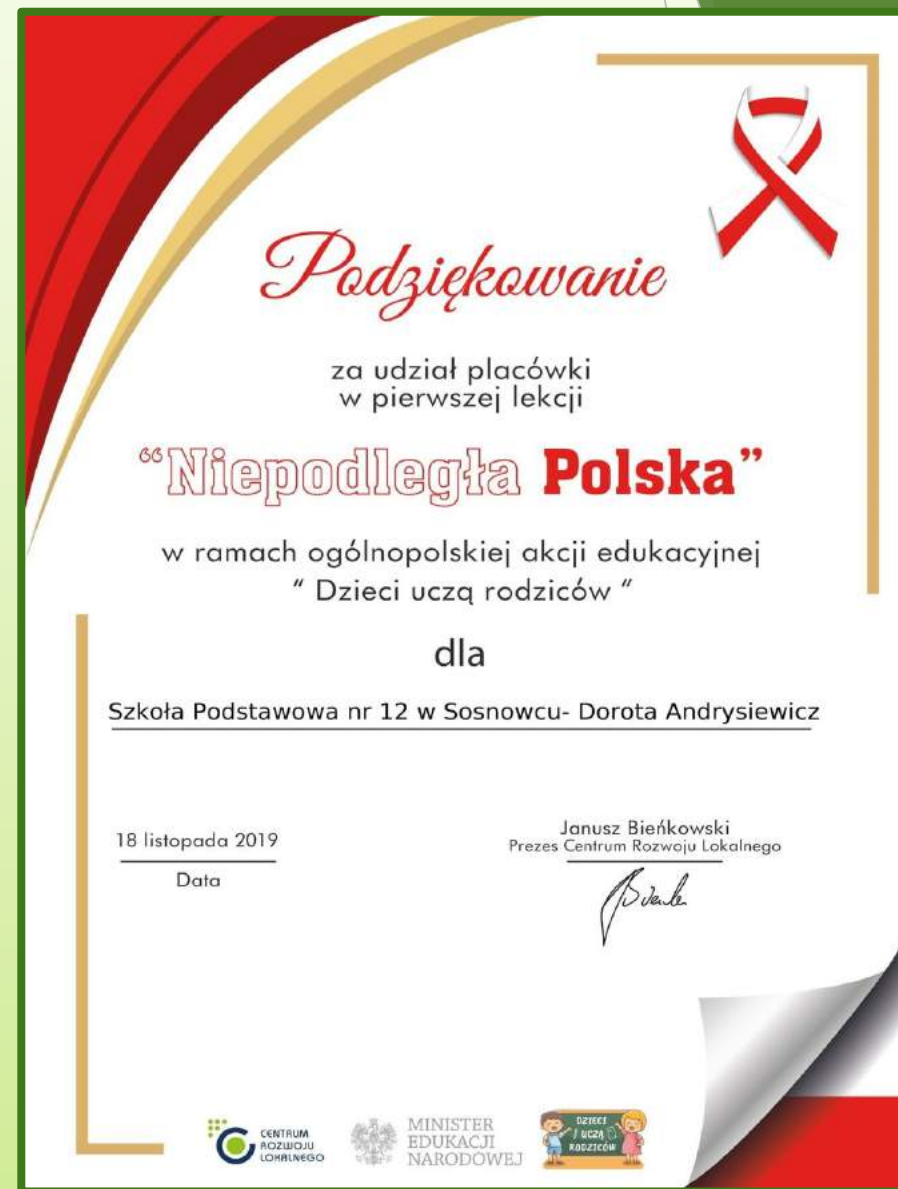 Podziękowanie
za udział placówki
w pierwszej lekcji
“Niepodległa Polska”
w ramach ogólnopolskiej akcji edukacyjnej
“ Dzieci uczą rodziców “
dla
Szkoła Podstawowa nr 12 w Sosnowcu- Dorota Andrysiewicz
18 listopada 2019
Data
Janusz Bieńkowski
Prezes Centrum Rozwoju Lokalnego
CENTRUM
ROZWOJU
LOKALNEGO
MINISTER
EDUKACJI
NARODOWEJ
DZIECI
UCZĄ
RODZICÓW